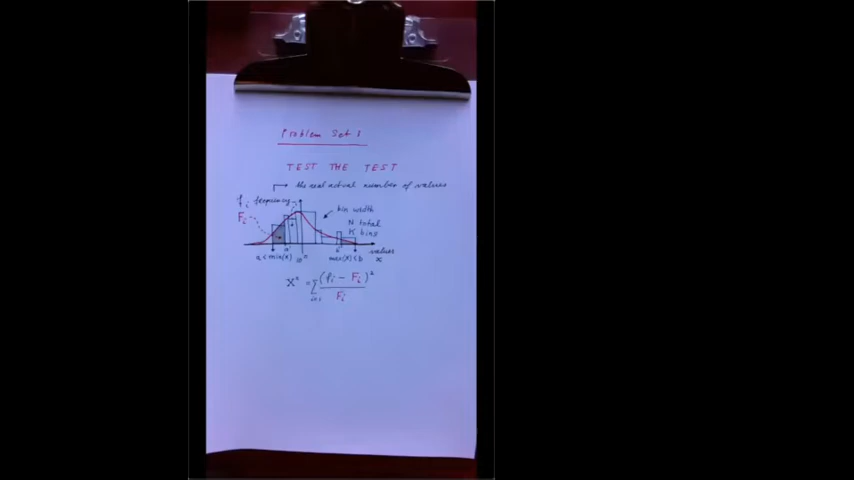 Problem Set 3
TEST THE TEST
the real actual number of values
fi frequency
Fi
bin width
N total
K bins
values
a < min(x)
max(x) < b
x
X² = Σ (fi − Fi)²
i=1
Fi